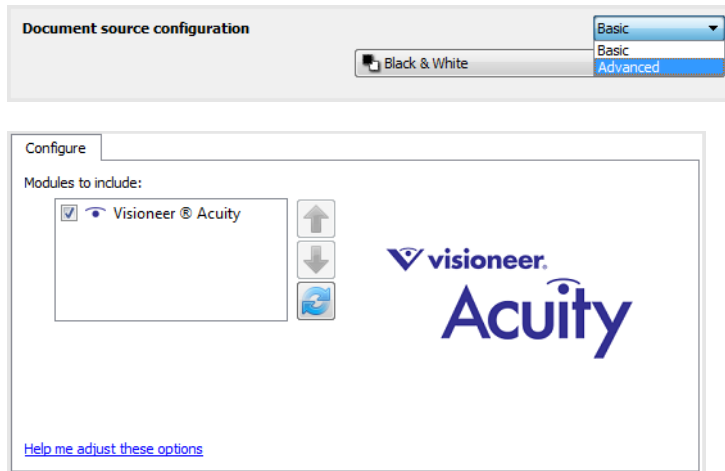 Document source configuration
Basic
Basic
Black & White
Advanced
Configure
Modules to include:
Visioneer ® Acuity
visioneer.
Acuity
Help me adjust these options